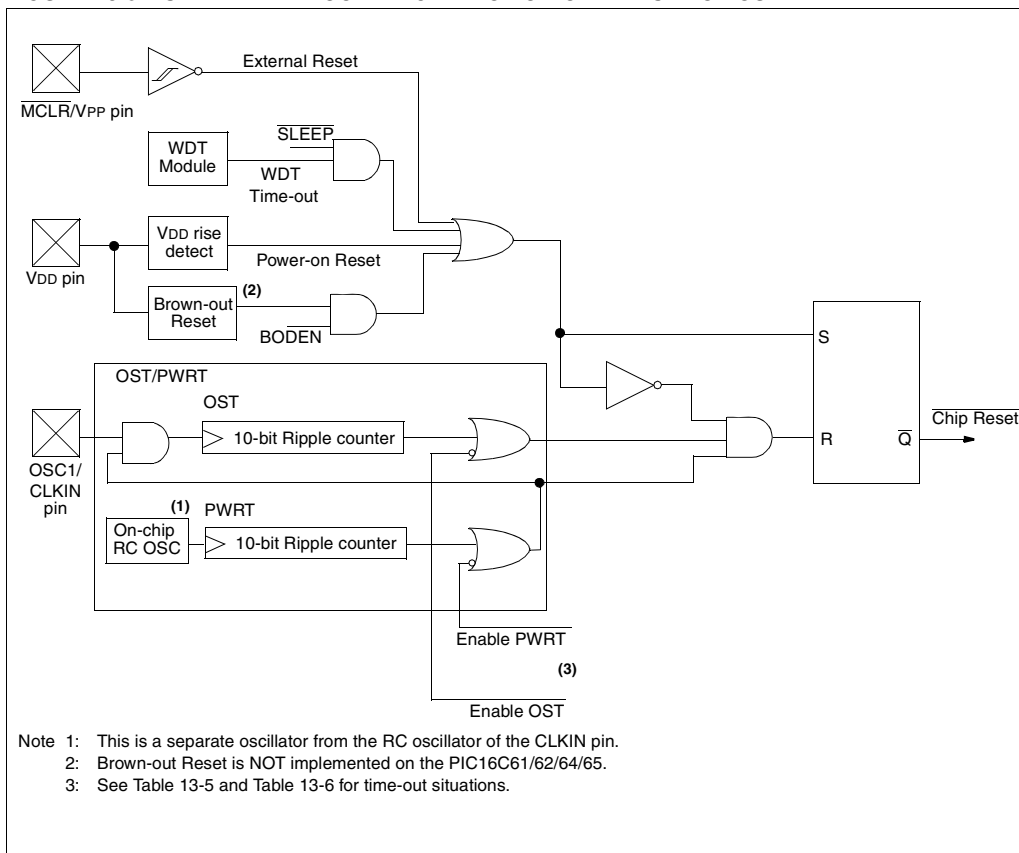 External Reset
MCLR/VPP pin
SLEEP
WDT
Module
WDT
Time-out
VDD rise
detect
Power-on Reset
VDD pin
(2)
Brown-out
Reset
BODEN
S
OST/PWRT
OST
10-bit Ripple counter
Chip Reset
R
Q
OSC1/
CLKIN
pin
(1)
PWRT
On-chip
RC OSC
10-bit Ripple counter
Enable PWRT
(3)
Enable OST
Note 1: This is a separate oscillator from the RC oscillator of the CLKIN pin.
2: Brown-out Reset is NOT implemented on the PIC16C61/62/64/65.
3: See Table 13-5 and Table 13-6 for time-out situations.